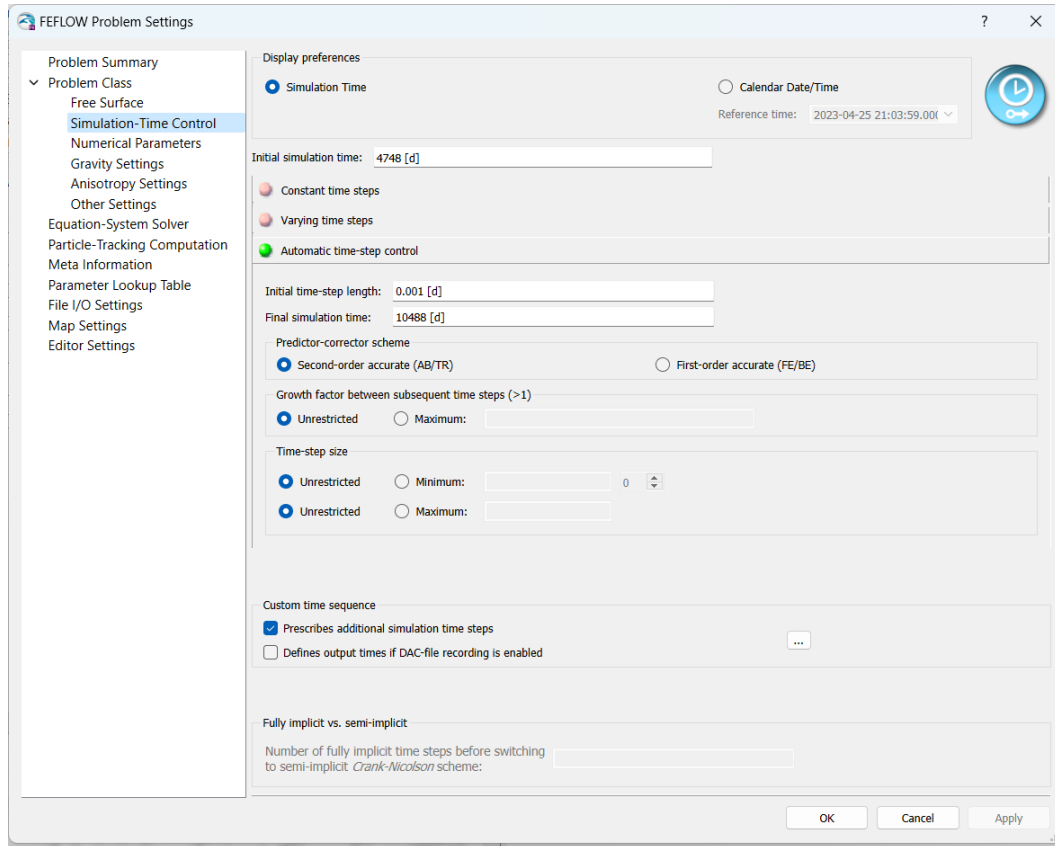 FEFLOW Problem Settings
?
Problem Summary
Problem Class
Free Surface
Simulation-Time Control
Numerical Parameters
Gravity Settings
Anisotropy Settings
Other Settings
Equation-System Solver
Particle-Tracking Computation
Meta Information
Parameter Lookup Table
File I/O Settings
Map Settings
Editor Settings
Display preferences
Simulation Time
Calendar Date/Time
Reference time: 2023-04-25 21:03:59.00(
Initial simulation time: 4748 [d]
Constant time steps
Varying time steps
Automatic time-step control
Initial time-step length: 0.001 [d]
Final simulation time: 10488 [d]
Predictor-corrector scheme
Second-order accurate (AB/TR)
First-order accurate (FE/BE)
Growth factor between subsequent time steps (>1)
Unrestricted
Maximum:
Time-step size
Unrestricted
Minimum:
0
Unrestricted
Maximum:
Custom time sequence
Prescribes additional simulation time steps
...
Defines output times if DAC-file recording is enabled
Fully implicit vs. semi-implicit
Number of fully implicit time steps before switching
to semi-implicit Crank-Nicolson scheme:
OK
Cancel
Apply